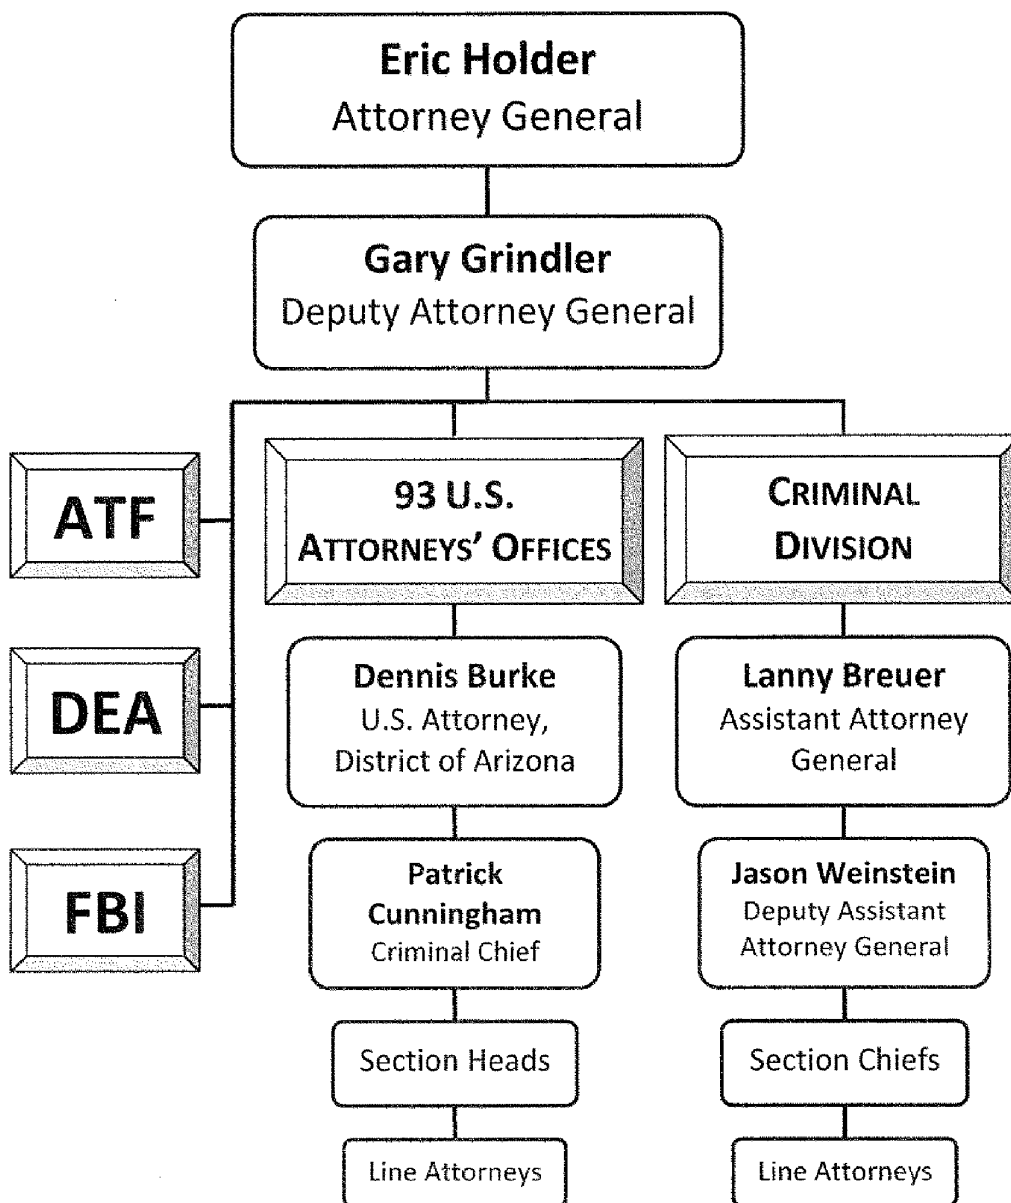 Eric Holder
Attorney General
Gary Grindler
Deputy Attorney General
ATF
DEA
FBI
93 U.S.
ATTORNEYS' OFFICES
Dennis Burke
U.S. Attorney,
District of Arizona
Patrick
Cunningham
Criminal Chief
Section Heads
Line Attorneys
CRIMINAL
DIVISION
Lanny Breuer
Assistant Attorney
General
Jason Weinstein
Deputy Assistant
Attorney General
Section Chiefs
Line Attorneys